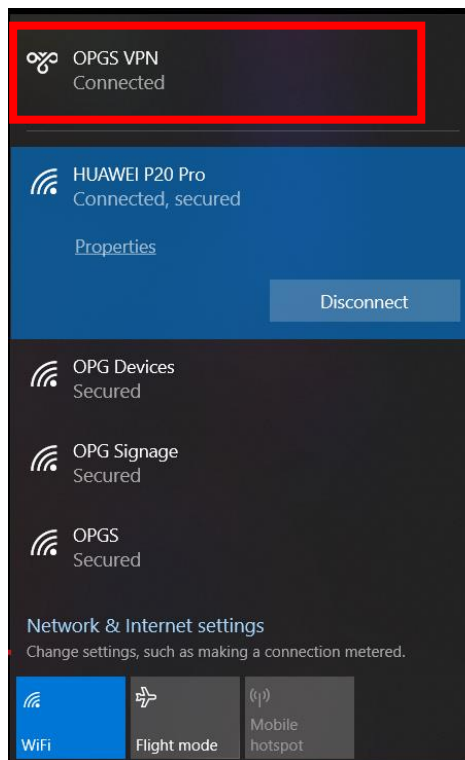 OPGS VPN
Connected
HUAWEI P20 Pro
Connected, secured
Properties
Disconnect
OPG Devices
Secured
OPG Signage
Secured
OPGS
Secured
Network & Internet settings
Change settings, such as making a connection metered.
WiFi
Flight mode
Mobile
hotspot